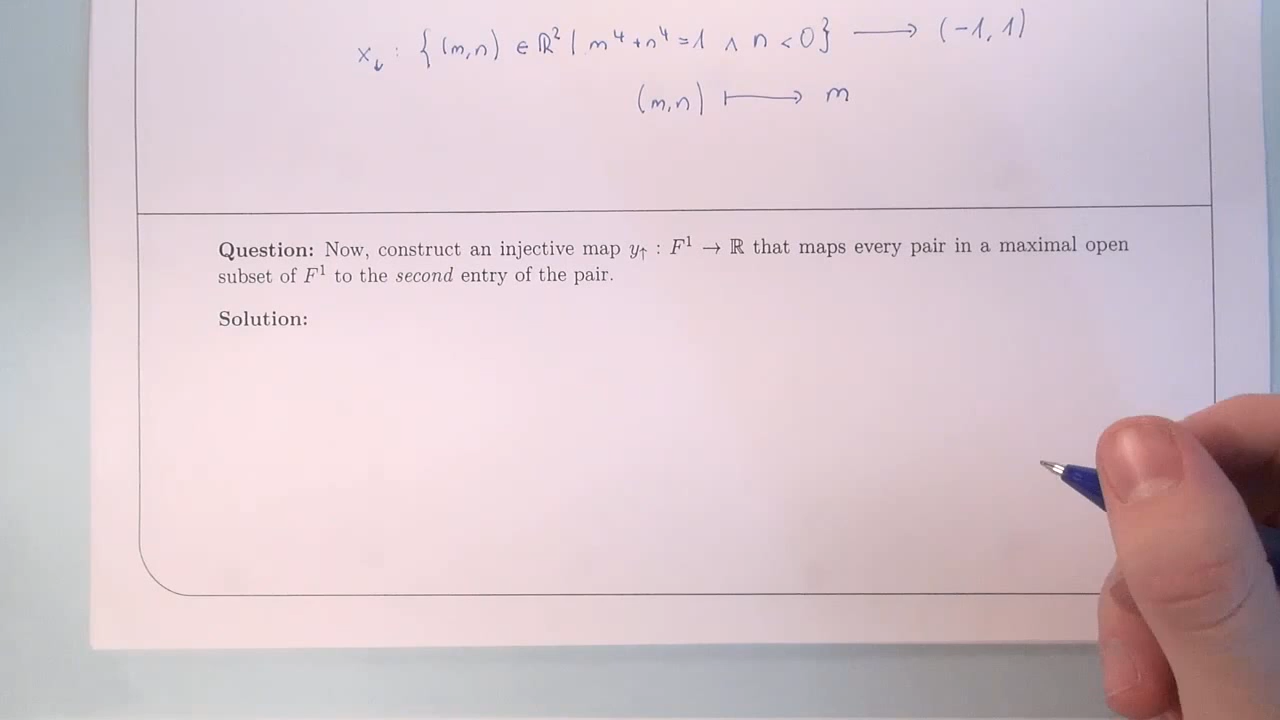 x↓ : { (m,n) ∈ ℝ² | m⁴ + n⁴ = 1 ∧ n < 0 } ⟶ (-1, 1)
(m,n) ⟼ m
Question: Now, construct an injective map y↑ : F¹ → ℝ that maps every pair in a maximal open
subset of F¹ to the second entry of the pair.
Solution: